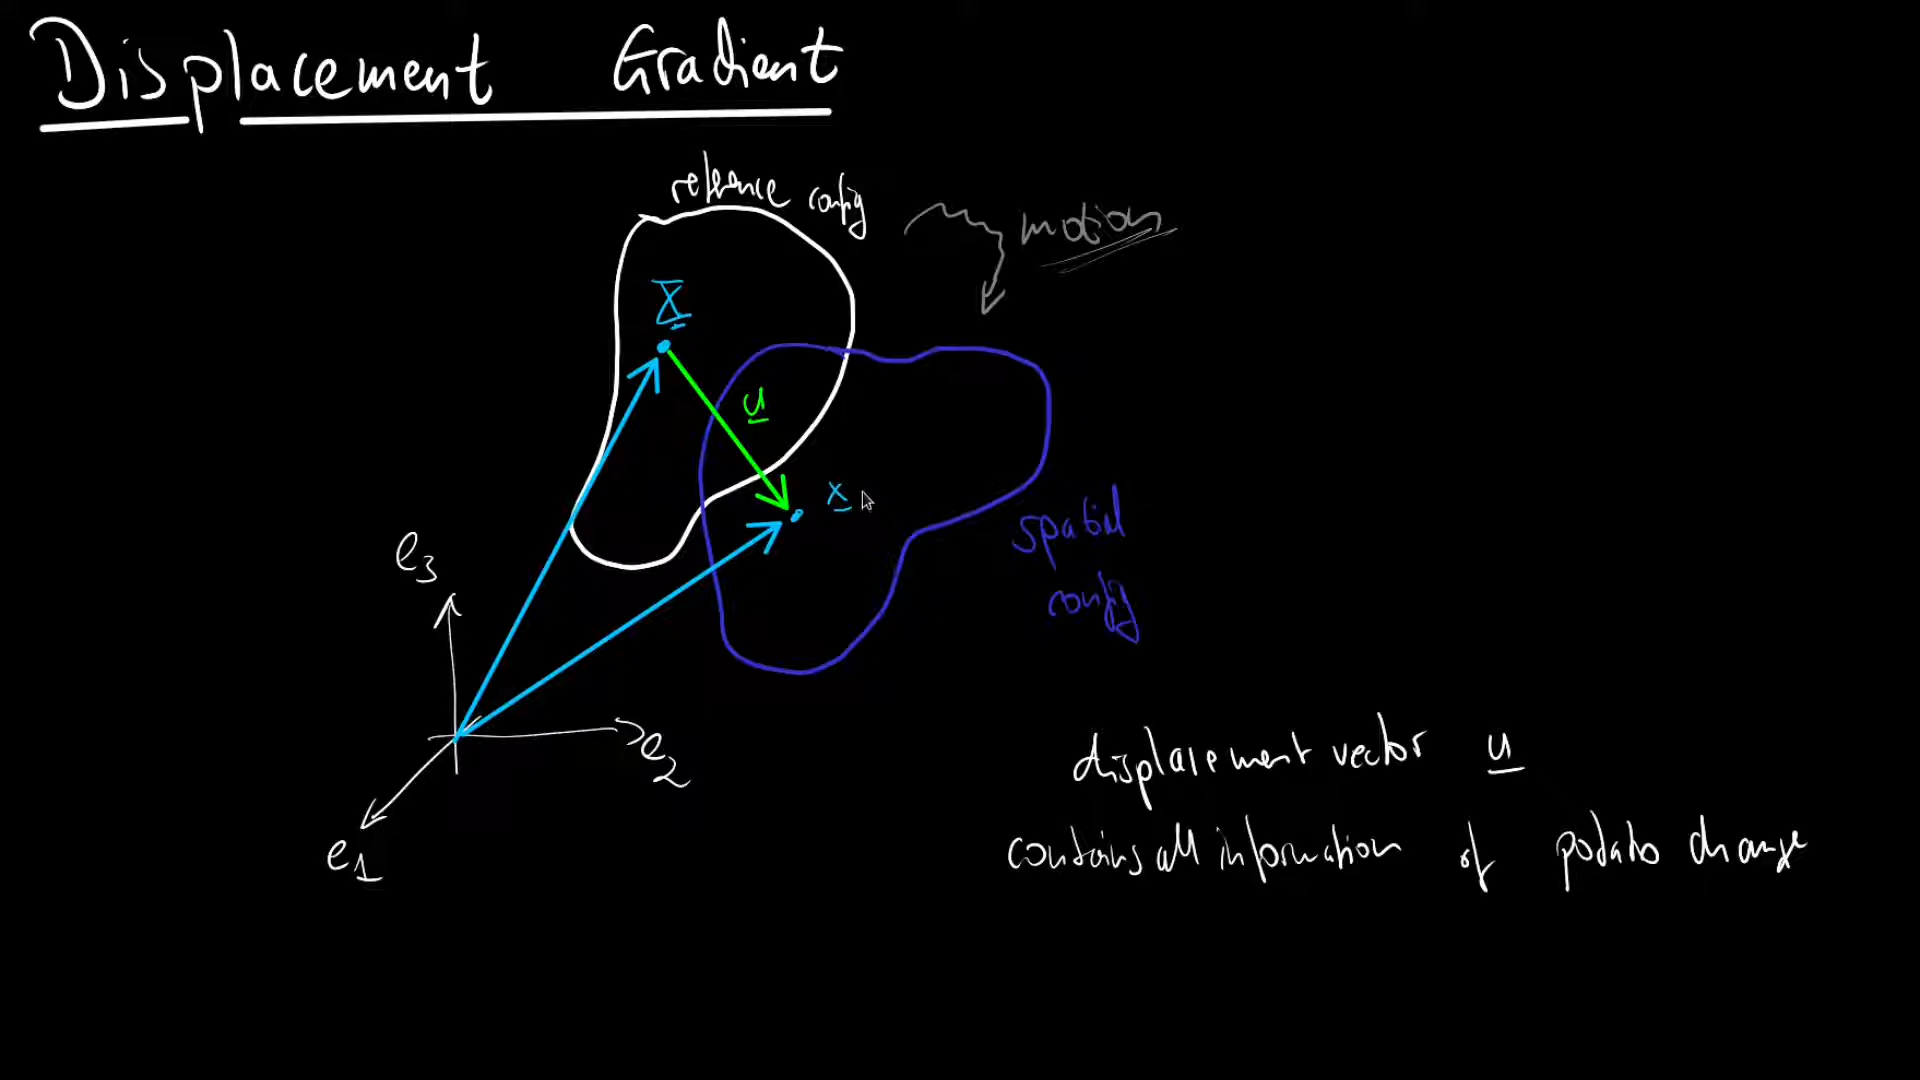 Displacement Gradient
reference config
motion
X
u
x
spatial
config
e3
e2
e1
displacement vector u
contains all information of potato change